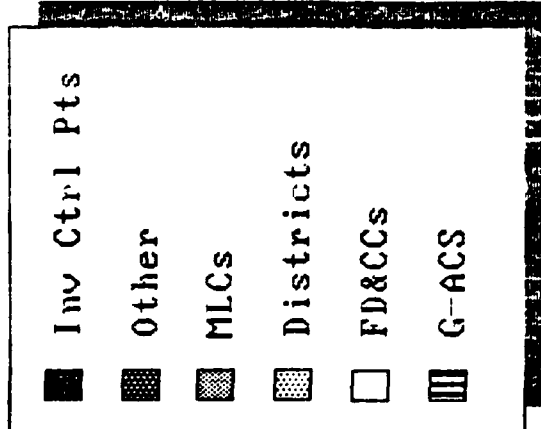 Inv Ctrl Pts
Other
MLCs
Districts
FD&CCs
G-ACS